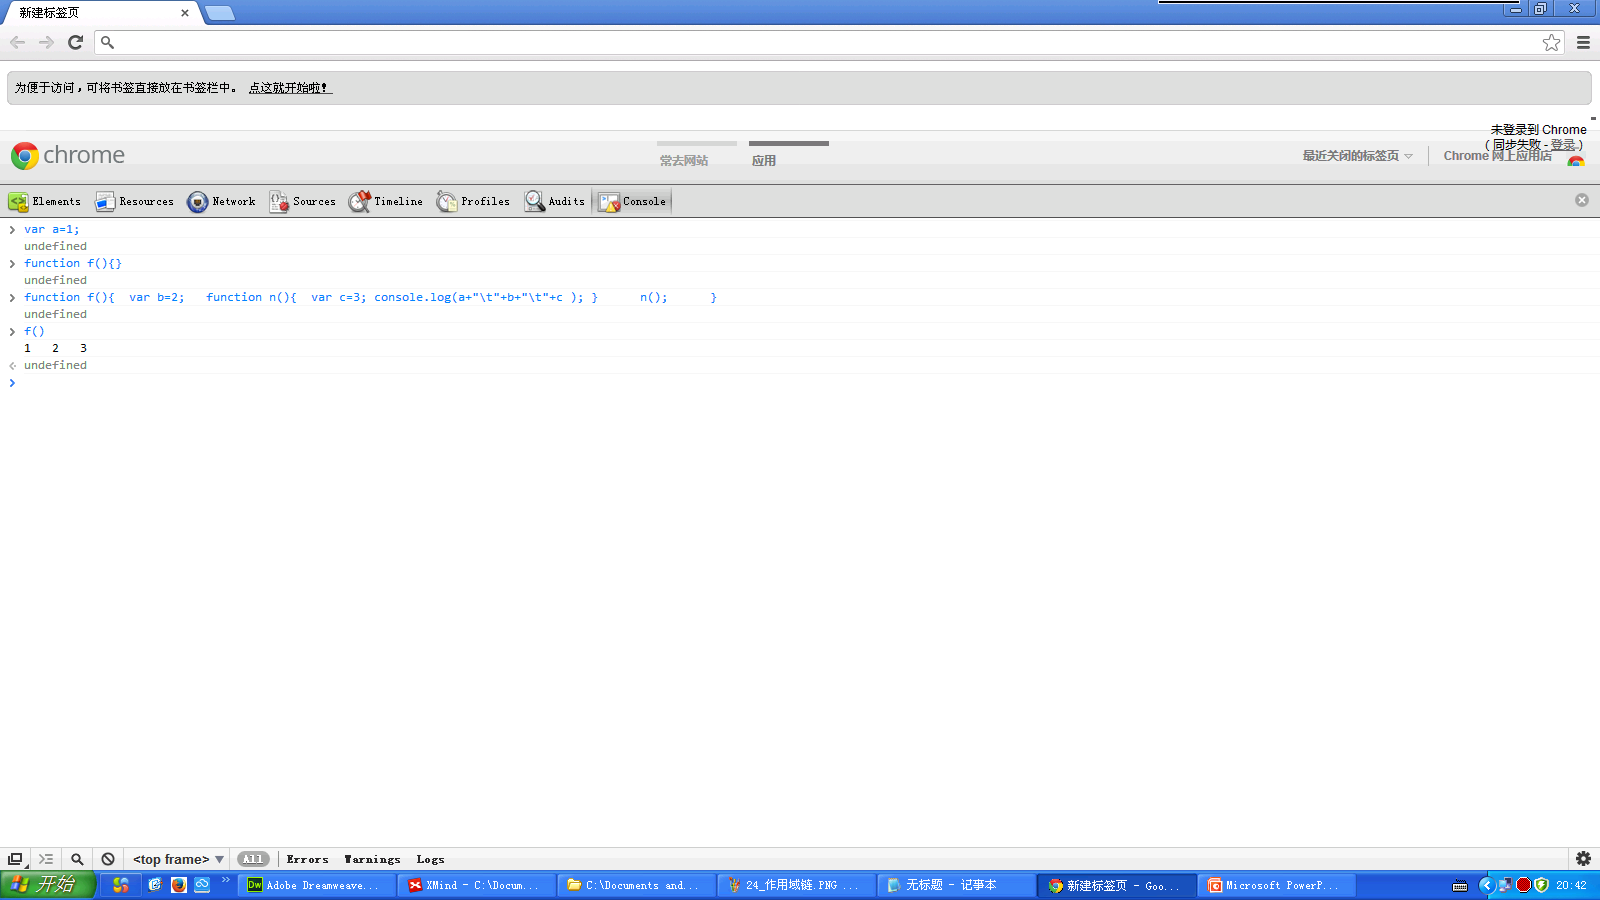 新建标签页
为便于访问，可将书签直接放在书签栏中。 点这就开始啦！
未登录到 Chrome
( 同步失败 - 登录 )
chrome
常去网站 应用 最近关闭的标签页 Chrome 网上应用店
Elements Resources Network Sources Timeline Profiles Audits Console
var a=1;
undefined
function f(){}
undefined
function f(){  var b=2;   function n(){  var c=3; console.log(a+"\t"+b+"\t"+c ); }      n();      }
undefined
f()
1   2   3
undefined
<top frame> All Errors Warnings Logs
开始 Adobe Dreamweave... XMind - C:\Docum... C:\Documents and... 24_作用域链.PNG ... 无标题 - 记事本 新建标签页 - Goo... Microsoft PowerP... 20:42